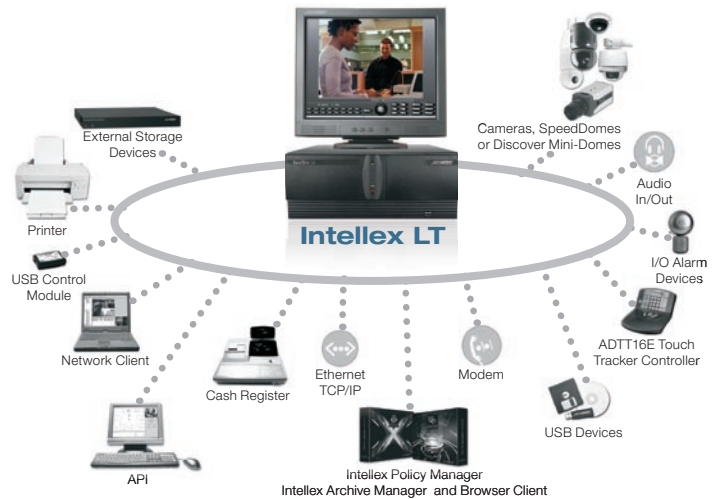 Intellex LT
External Storage
Devices
Printer
USB Control
Module
Network Client
API
Cash Register
Ethernet
TCP/IP
Intellex Policy Manager
Intellex Archive Manager and Browser Client
Modem
USB Devices
ADTT16E Touch
Tracker Controller
I/O Alarm
Devices
Audio
In/Out
Cameras, SpeedDomes
or Discover Mini-Domes